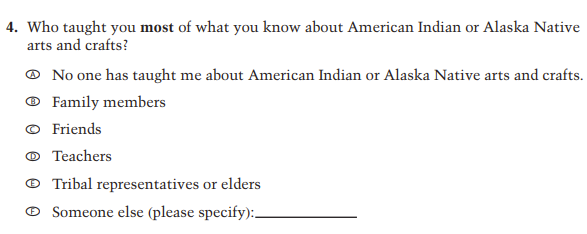 4. Who taught you most of what you know about American Indian or Alaska Native
arts and crafts?
Ⓐ No one has taught me about American Indian or Alaska Native arts and crafts.
Ⓑ Family members
Ⓒ Friends
Ⓓ Teachers
Ⓔ Tribal representatives or elders
Ⓕ Someone else (please specify):